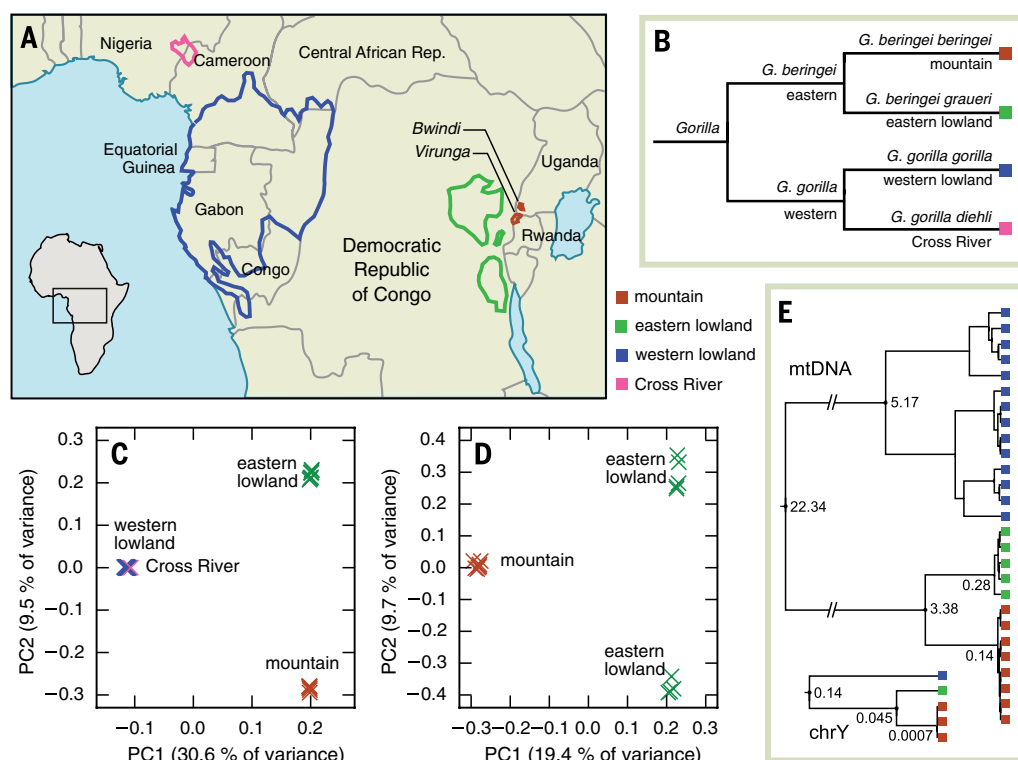 A
Nigeria
Cameroon
Central African Rep.
Equatorial
Guinea
Gabon
Congo
Democratic
Republic
of Congo
Bwindi
Virunga
Uganda
Rwanda
B
Gorilla
G. beringei
eastern
G. gorilla
western
G. beringei beringei
mountain
G. beringei graueri
eastern lowland
G. gorilla gorilla
western lowland
G. gorilla diehli
Cross River
mountain
eastern lowland
western lowland
Cross River
C
PC2 (9.5 % of variance)
0.3
0.2
0.1
0.0
−0.1
−0.2
−0.3
eastern
lowland
western
lowland
Cross River
mountain
−0.1
0.0
0.1
0.2
PC1 (30.6 % of variance)
D
PC2 (9.7 % of variance)
0.4
0.3
0.2
0.1
0.0
−0.1
−0.2
−0.3
−0.4
eastern
lowland
mountain
eastern
lowland
−0.3
−0.2
−0.1
0.0
0.1
0.2
0.3
PC1 (19.4 % of variance)
E
mtDNA
5.17
22.34
0.28
3.38
0.14
0.14
0.045
0.0007
chrY